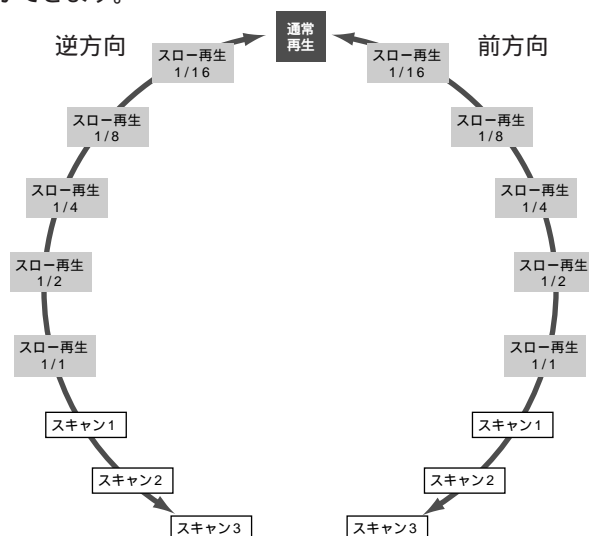 できます。
通常
再生
逆方向
前方向
スロー再生
1/16
スロー再生
1/16
スロー再生
1/8
スロー再生
1/8
スロー再生
1/4
スロー再生
1/4
スロー再生
1/2
スロー再生
1/2
スロー再生
1/1
スロー再生
1/1
スキャン1
スキャン1
スキャン2
スキャン2
スキャン3
スキャン3